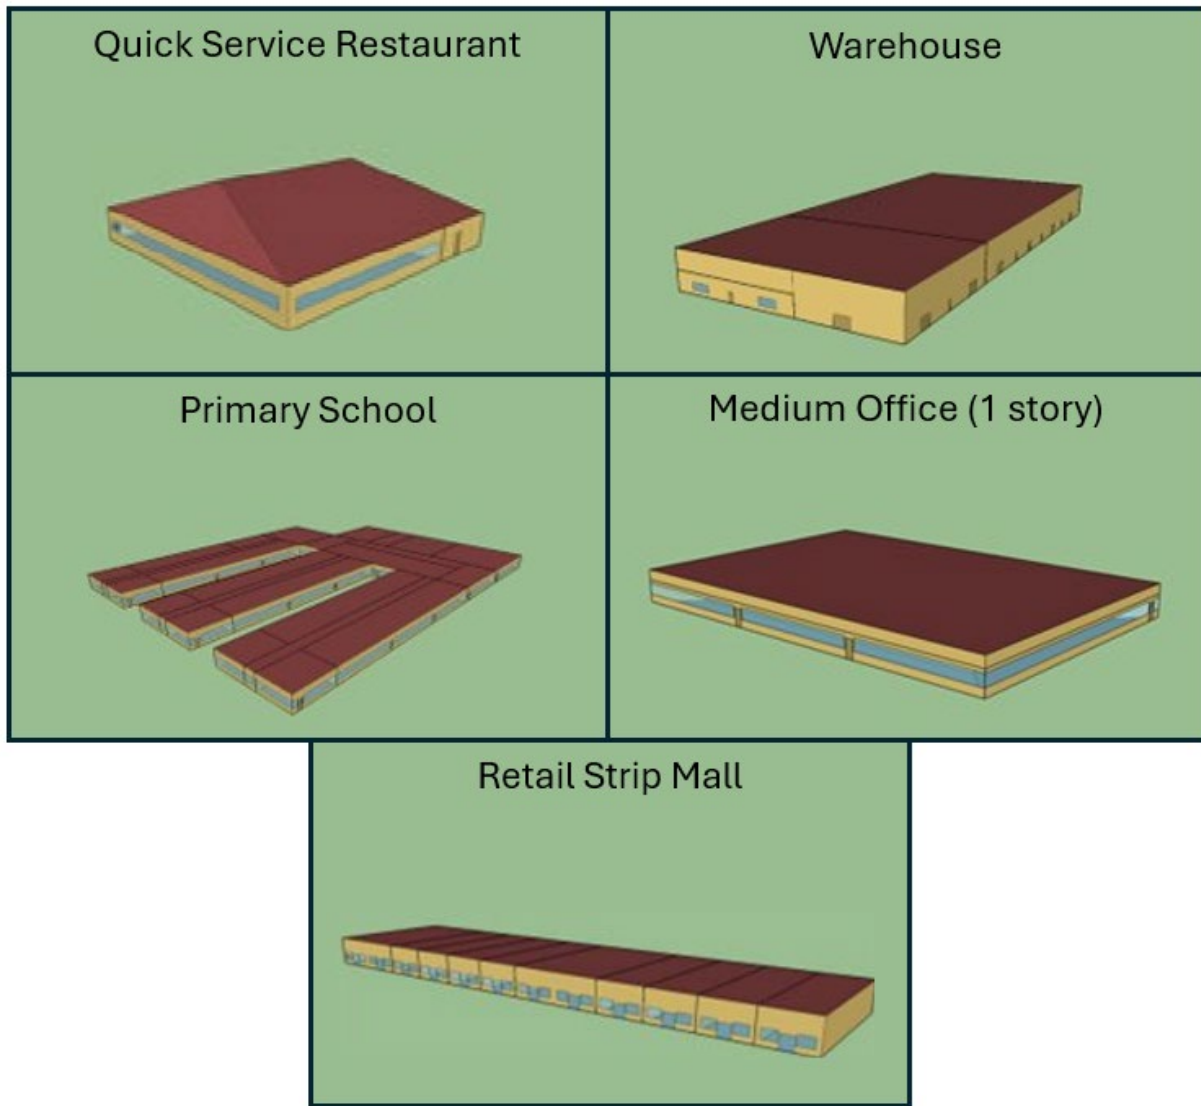 Quick Service Restaurant
Warehouse
Primary School
Medium Office (1 story)
Retail Strip Mall